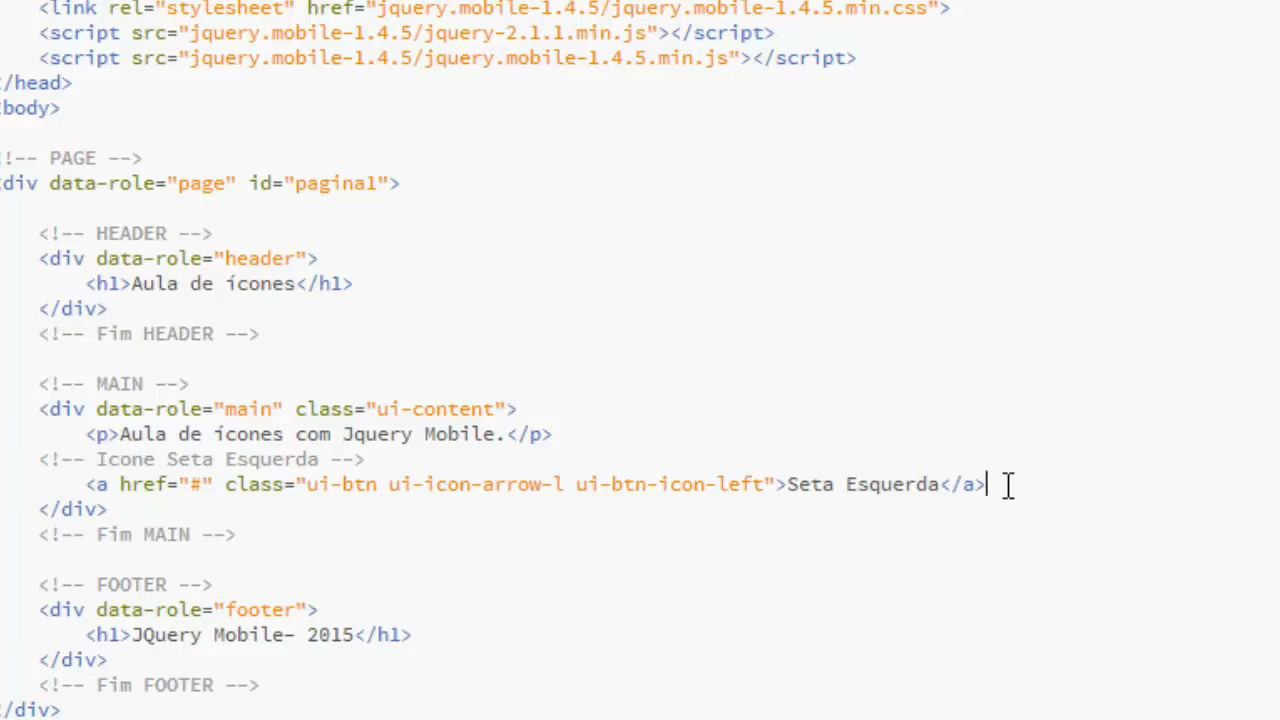 <link rel="stylesheet" href="jquery.mobile-1.4.5/jquery.mobile-1.4.5.min.css">
<script src="jquery.mobile-1.4.5/jquery-2.1.1.min.js"></script>
<script src="jquery.mobile-1.4.5/jquery.mobile-1.4.5.min.js"></script>
</head>
<body>
<!-- PAGE -->
<div data-role="page" id="pagina1">
<!-- HEADER -->
<div data-role="header">
<h1>Aula de ícones</h1>
</div>
<!-- Fim HEADER -->
<!-- MAIN -->
<div data-role="main" class="ui-content">
<p>Aula de ícones com Jquery Mobile.</p>
<!-- Icone Seta Esquerda -->
<a href="#" class="ui-btn ui-icon-arrow-l ui-btn-icon-left">Seta Esquerda</a>
</div>
<!-- Fim MAIN -->
<!-- FOOTER -->
<div data-role="footer">
<h1>JQuery Mobile- 2015</h1>
</div>
<!-- Fim FOOTER -->
</div>